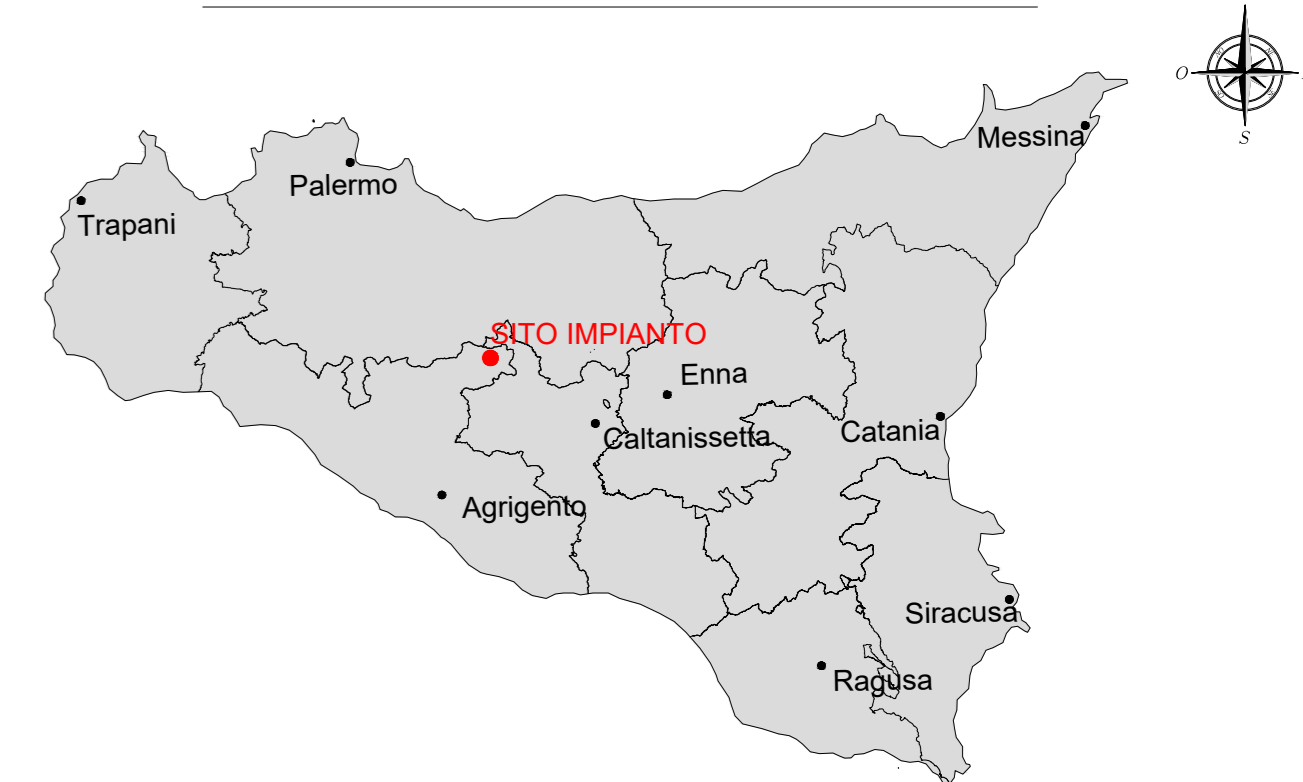 O
S
Messina
Palermo
Trapani
SITO IMPIANTO
Enna
Caltanissetta
Catania
Agrigento
Siracusa
Ragusa